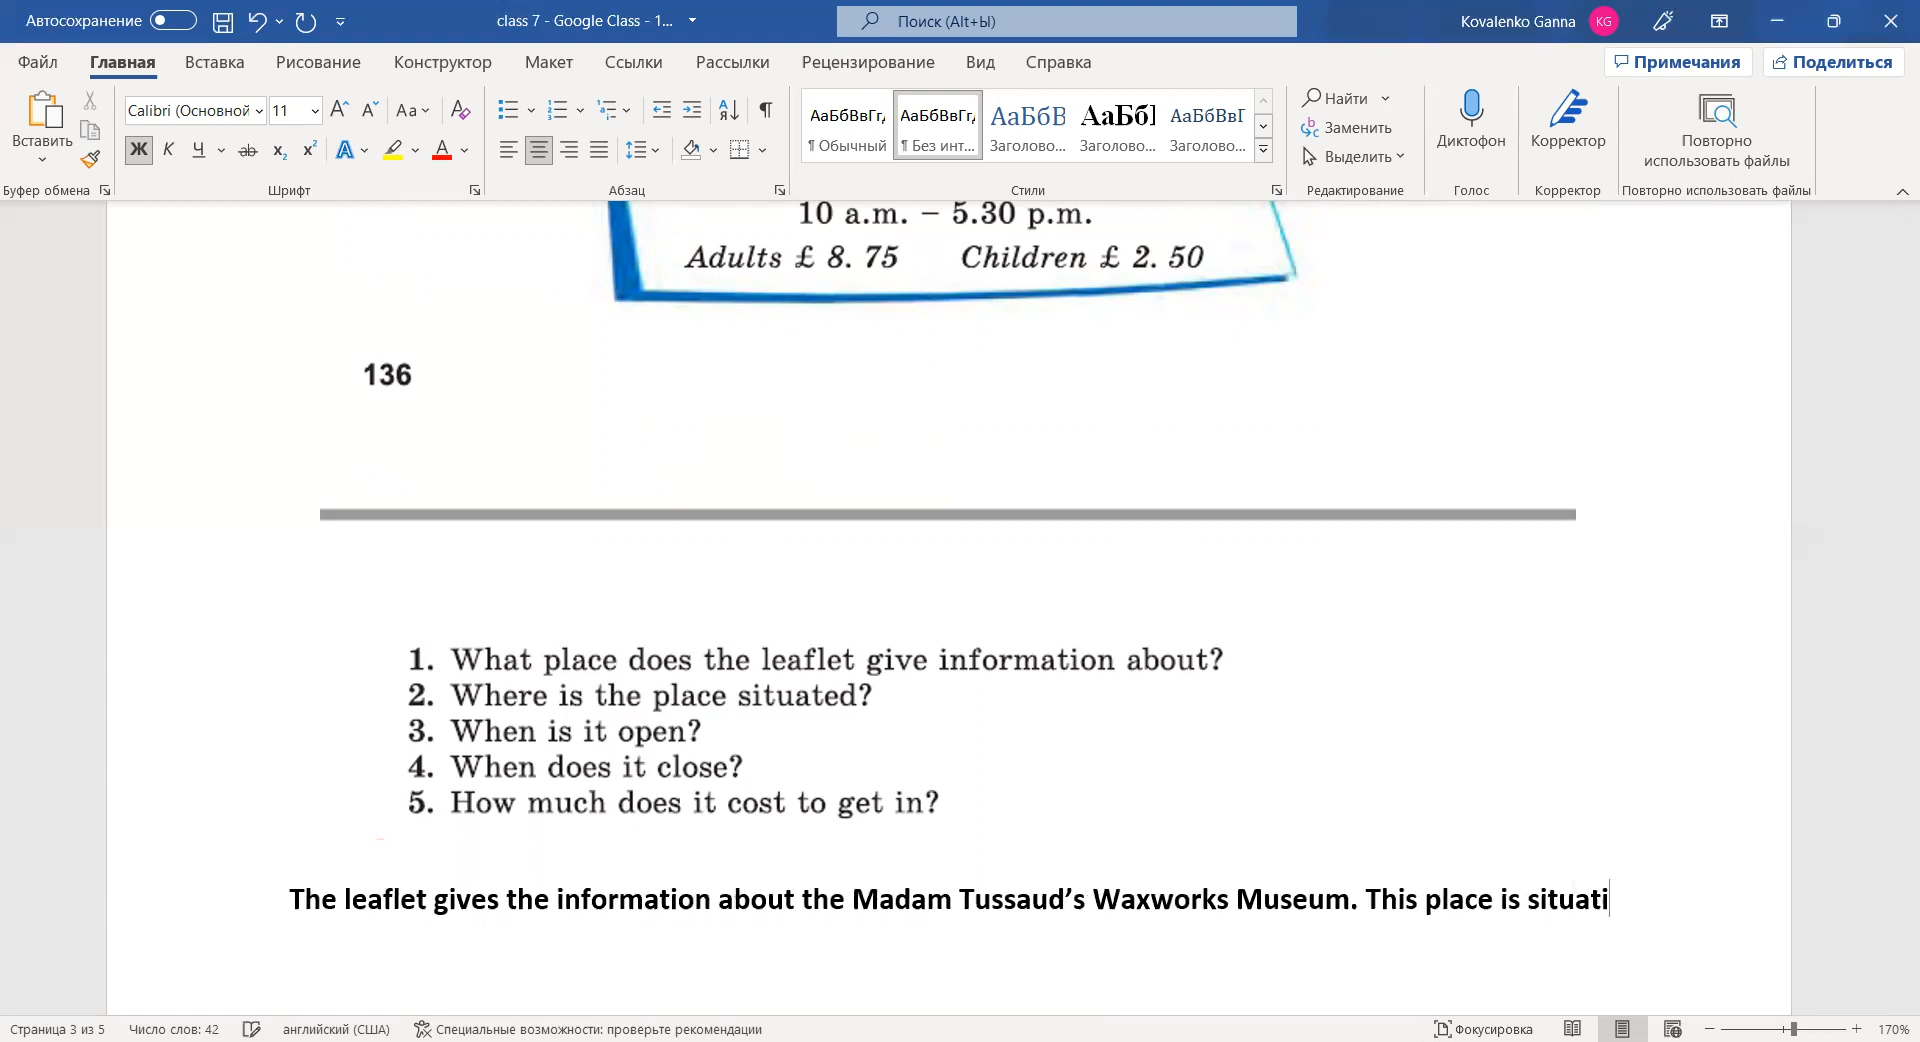 Автосохранение class 7 - Google Class - 1... Поиск (Alt+Ы) Kovalenko Ganna KG
Файл Главная Вставка Рисование Конструктор Макет Ссылки Рассылки Рецензирование Вид Справка Примечания Поделиться
Вставить
Calibri (Основной 11 Aa
Ж К Ч ab x₂ x² A A
АаБбВвГг, АаБбВвГг, АаБбВ АаБб АаБбВвГ
¶ Обычный ¶ Без инт... Заголово... Заголово... Заголово...
Найти
Заменить
Выделить
Диктофон
Корректор
Повторно
использовать файлы
Буфер обмена Шрифт Абзац Стили Редактирование Голос Корректор Повторно использовать файлы
10 a.m. – 5.30 p.m.
Adults £ 8. 75 Children £ 2. 50
136
1. What place does the leaflet give information about?
2. Where is the place situated?
3. When is it open?
4. When does it close?
5. How much does it cost to get in?
The leaflet gives the information about the Madam Tussaud’s Waxworks Museum. This place is situati
Страница 3 из 5 Число слов: 42 английский (США) Специальные возможности: проверьте рекомендации Фокусировка 170%